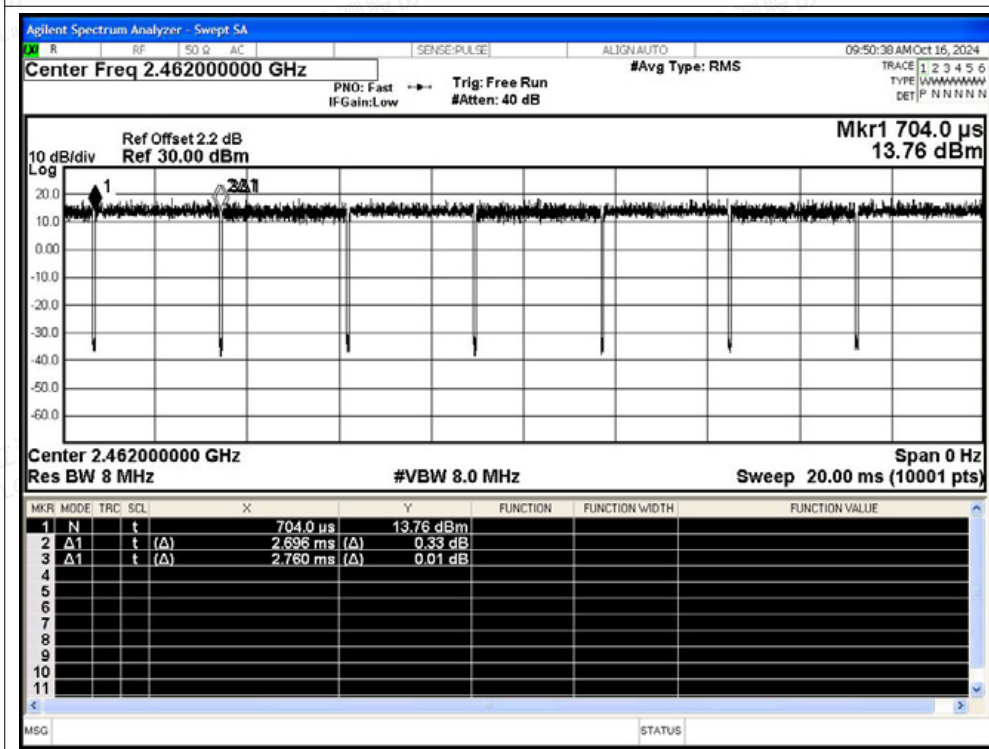 Agilent Spectrum Analyzer - Swept SA
LXI R RF 50 Ω AC SENSE:PULSE ALIGN AUTO 09:50:38 AM Oct 16, 2024
Center Freq 2.462000000 GHz #Avg Type: RMS TRACE 1 2 3 4 5 6
PNO: Fast Trig: Free Run TYPE WWWWWW
IFGain:Low #Atten: 40 dB DET P N N N N N
Mkr1 704.0 μs
Ref Offset 2.2 dB
10 dB/div Ref 30.00 dBm 13.76 dBm
Log
1 2Δ1
20.0
10.0
0.00
-10.0
-20.0
-30.0
-40.0
-50.0
-60.0
Center 2.462000000 GHz Span 0 Hz
Res BW 8 MHz #VBW 8.0 MHz Sweep 20.00 ms (10001 pts)
MKR MODE TRC SCL X Y FUNCTION FUNCTION WIDTH FUNCTION VALUE
1 N t 704.0 μs 13.76 dBm
2 Δ1 t (Δ) 2.696 ms (Δ) 0.33 dB
3 Δ1 t (Δ) 2.760 ms (Δ) 0.01 dB
4
5
6
7
8
9
10
11
MSG STATUS